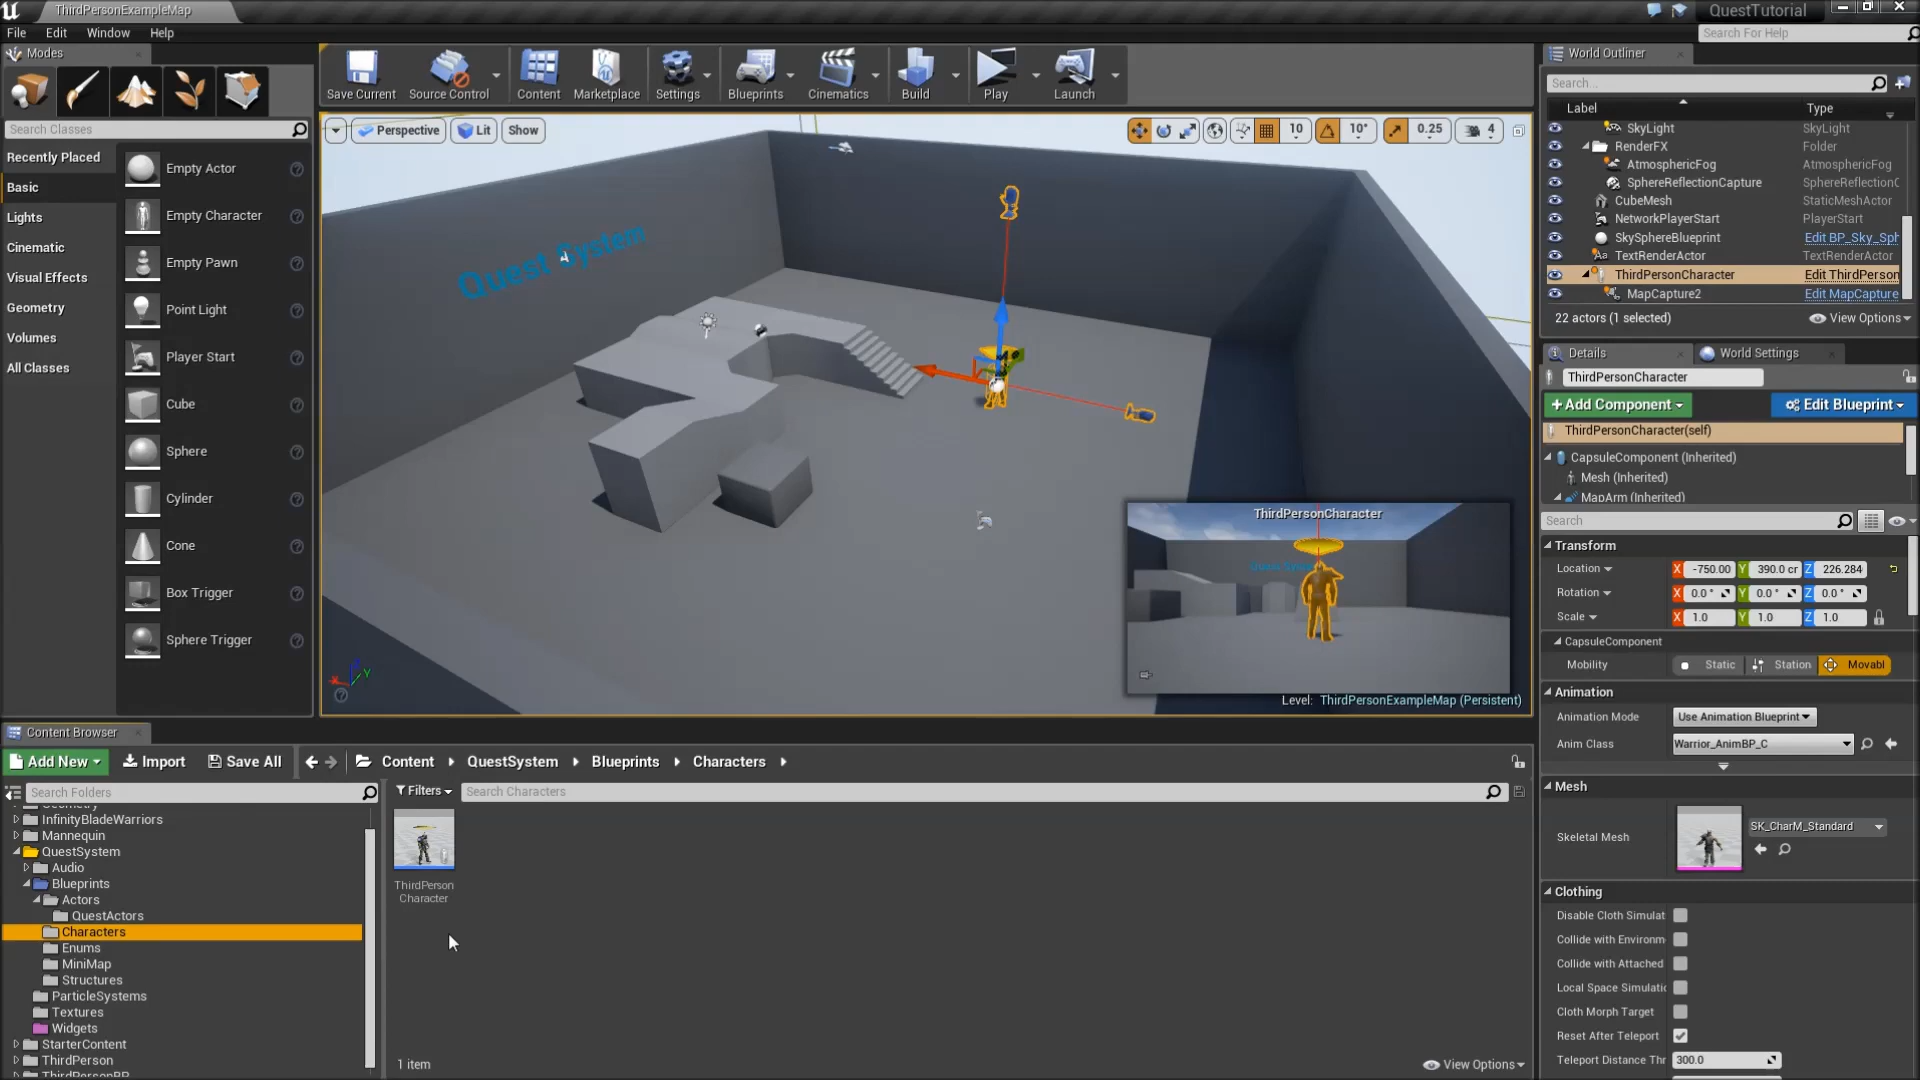 ThirdPersonExampleMap
QuestTutorial
File Edit Window Help
Search For Help
Modes
Save Current
Source Control
Content
Marketplace
Settings
Blueprints
Cinematics
Build
Play
Launch
Search Classes
Recently Placed
Basic
Lights
Cinematic
Visual Effects
Geometry
Volumes
All Classes
Empty Actor
Empty Character
Empty Pawn
Point Light
Player Start
Cube
Sphere
Cylinder
Cone
Box Trigger
Sphere Trigger
Perspective
Lit
Show
10
10°
0.25
4
Quest System
ThirdPersonCharacter
Level: ThirdPersonExampleMap (Persistent)
World Outliner
Search...
Label Type
SkyLight SkyLight
RenderFX Folder
AtmosphericFog AtmosphericFog
SphereReflectionCapture SphereReflectionC
CubeMesh StaticMeshActor
NetworkPlayerStart PlayerStart
SkySphereBlueprint Edit BP_Sky_Sph
TextRenderActor TextRenderActor
ThirdPersonCharacter Edit ThirdPerson
MapCapture2 Edit MapCapture
22 actors (1 selected) View Options
Details
World Settings
ThirdPersonCharacter
+Add Component
Edit Blueprint
ThirdPersonCharacter(self)
CapsuleComponent (Inherited)
Mesh (Inherited)
MapArm (Inherited)
Search
Transform
Location X -750.00 Y 390.0 cr Z 226.284
Rotation X 0.0 ° Y 0.0 ° Z 0.0 °
Scale X 1.0 Y 1.0 Z 1.0
CapsuleComponent
Mobility Static Station Movabl
Animation
Animation Mode Use Animation Blueprint
Anim Class Warrior_AnimBP_C
Mesh
Skeletal Mesh SK_CharM_Standard
Clothing
Disable Cloth Simulat
Collide with Environm
Collide with Attached
Local Space Simulatio
Cloth Morph Target
Reset After Teleport
Teleport Distance Thr 300.0
Content Browser
Add New
Import
Save All
Content
QuestSystem
Blueprints
Characters
Search Folders
Filters
Search Characters
Geometry
InfinityBladeWarriors
Mannequin
QuestSystem
Audio
Blueprints
Actors
QuestActors
Characters
Enums
MiniMap
Structures
ParticleSystems
Textures
Widgets
StarterContent
ThirdPerson
ThirdPersonBP
ThirdPerson
Character
1 item
View Options